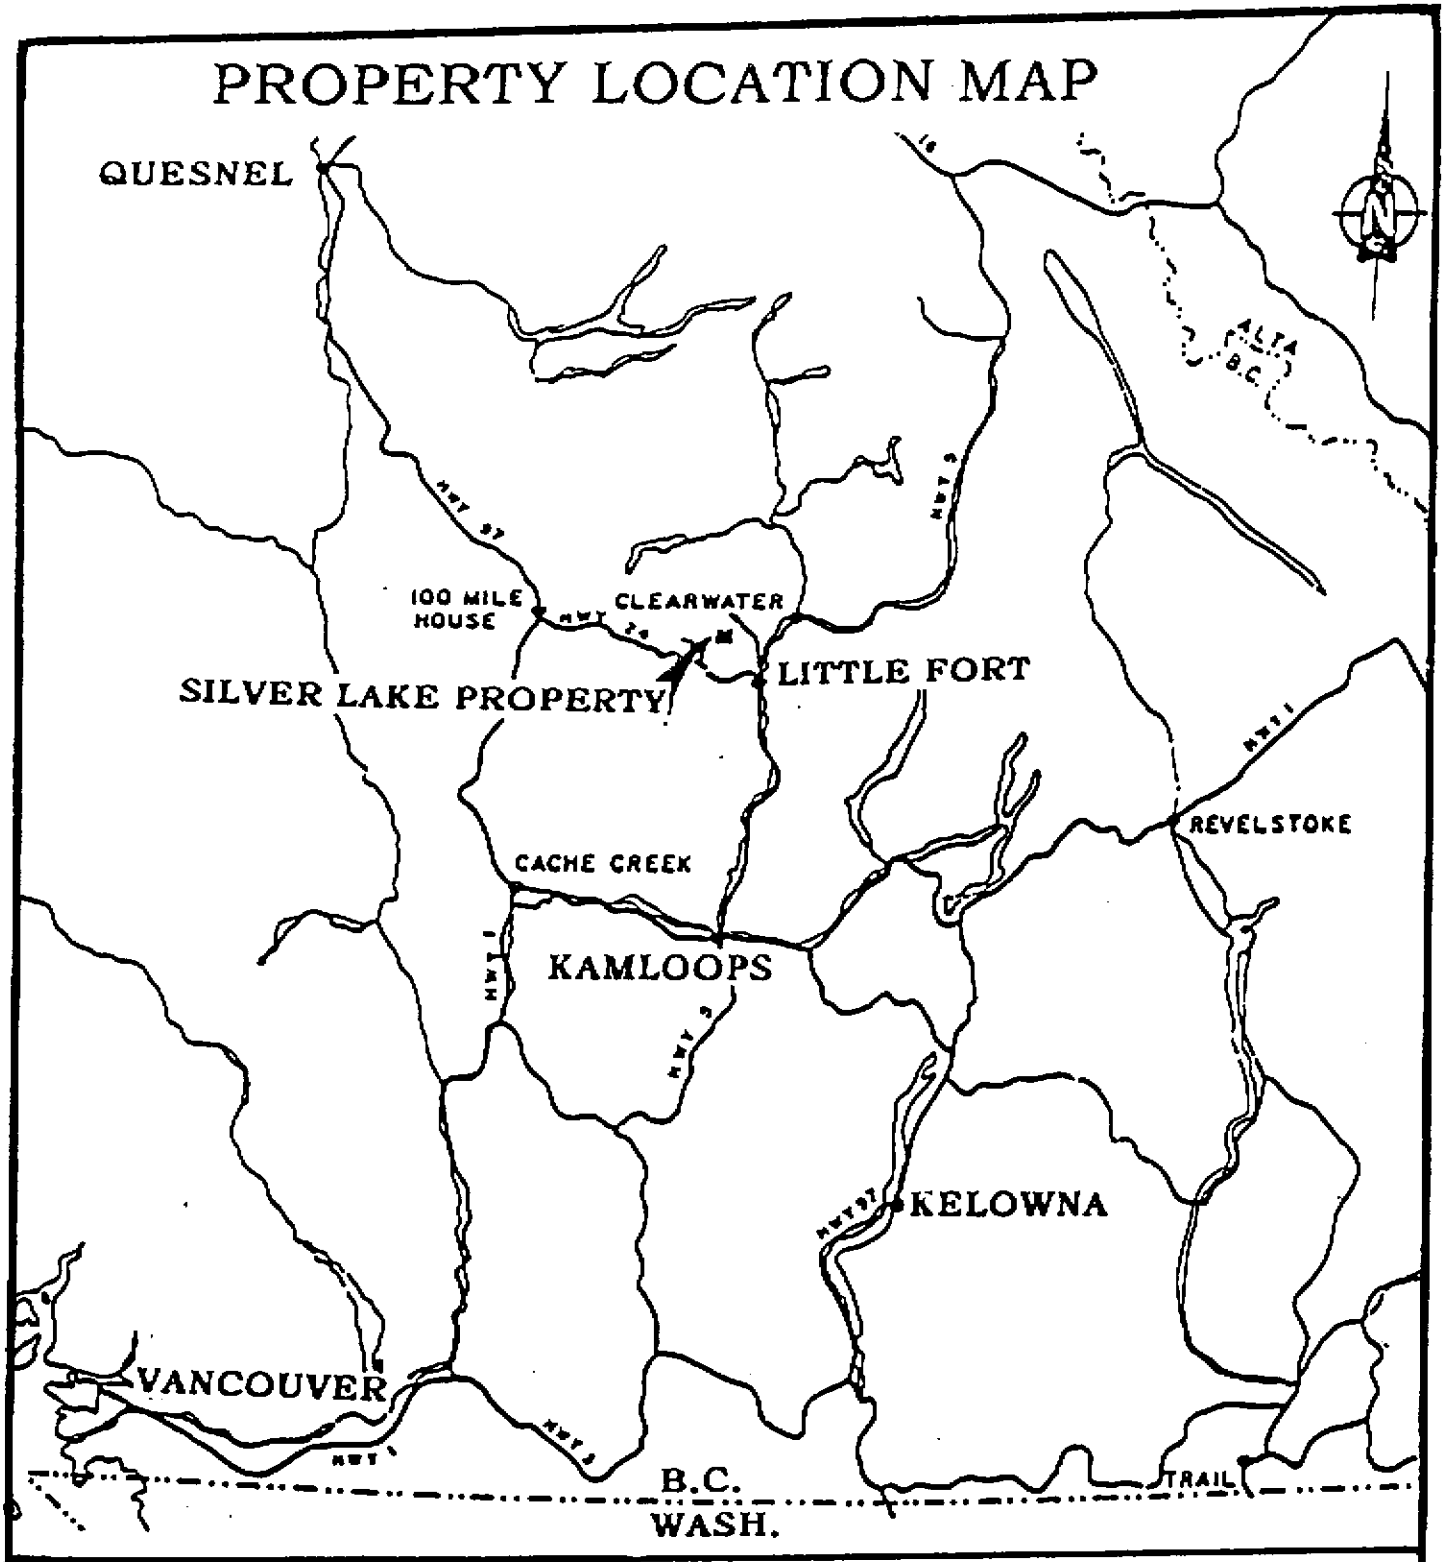 PROPERTY LOCATION MAP
QUESNEL
16
N
ALTA
B.C.
HWY 97
HWY 5
100 MILE
HOUSE
HWY 24
CLEARWATER
LITTLE FORT
SILVER LAKE PROPERTY
HWY 1
REVELSTOKE
CACHE CREEK
HWY 1
KAMLOOPS
HWY 5
HWY 97
KELOWNA
VANCOUVER
HWY 1
HWY 3
TRAIL
B.C.
WASH.